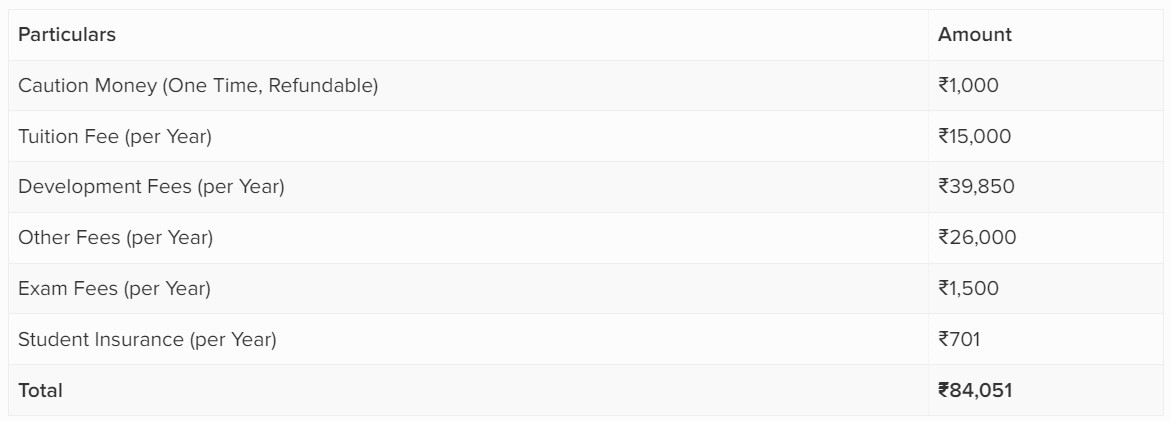 Particulars Amount
Caution Money (One Time, Refundable) ₹1,000
Tuition Fee (per Year) ₹15,000
Development Fees (per Year) ₹39,850
Other Fees (per Year) ₹26,000
Exam Fees (per Year) ₹1,500
Student Insurance (per Year) ₹701
Total ₹84,051